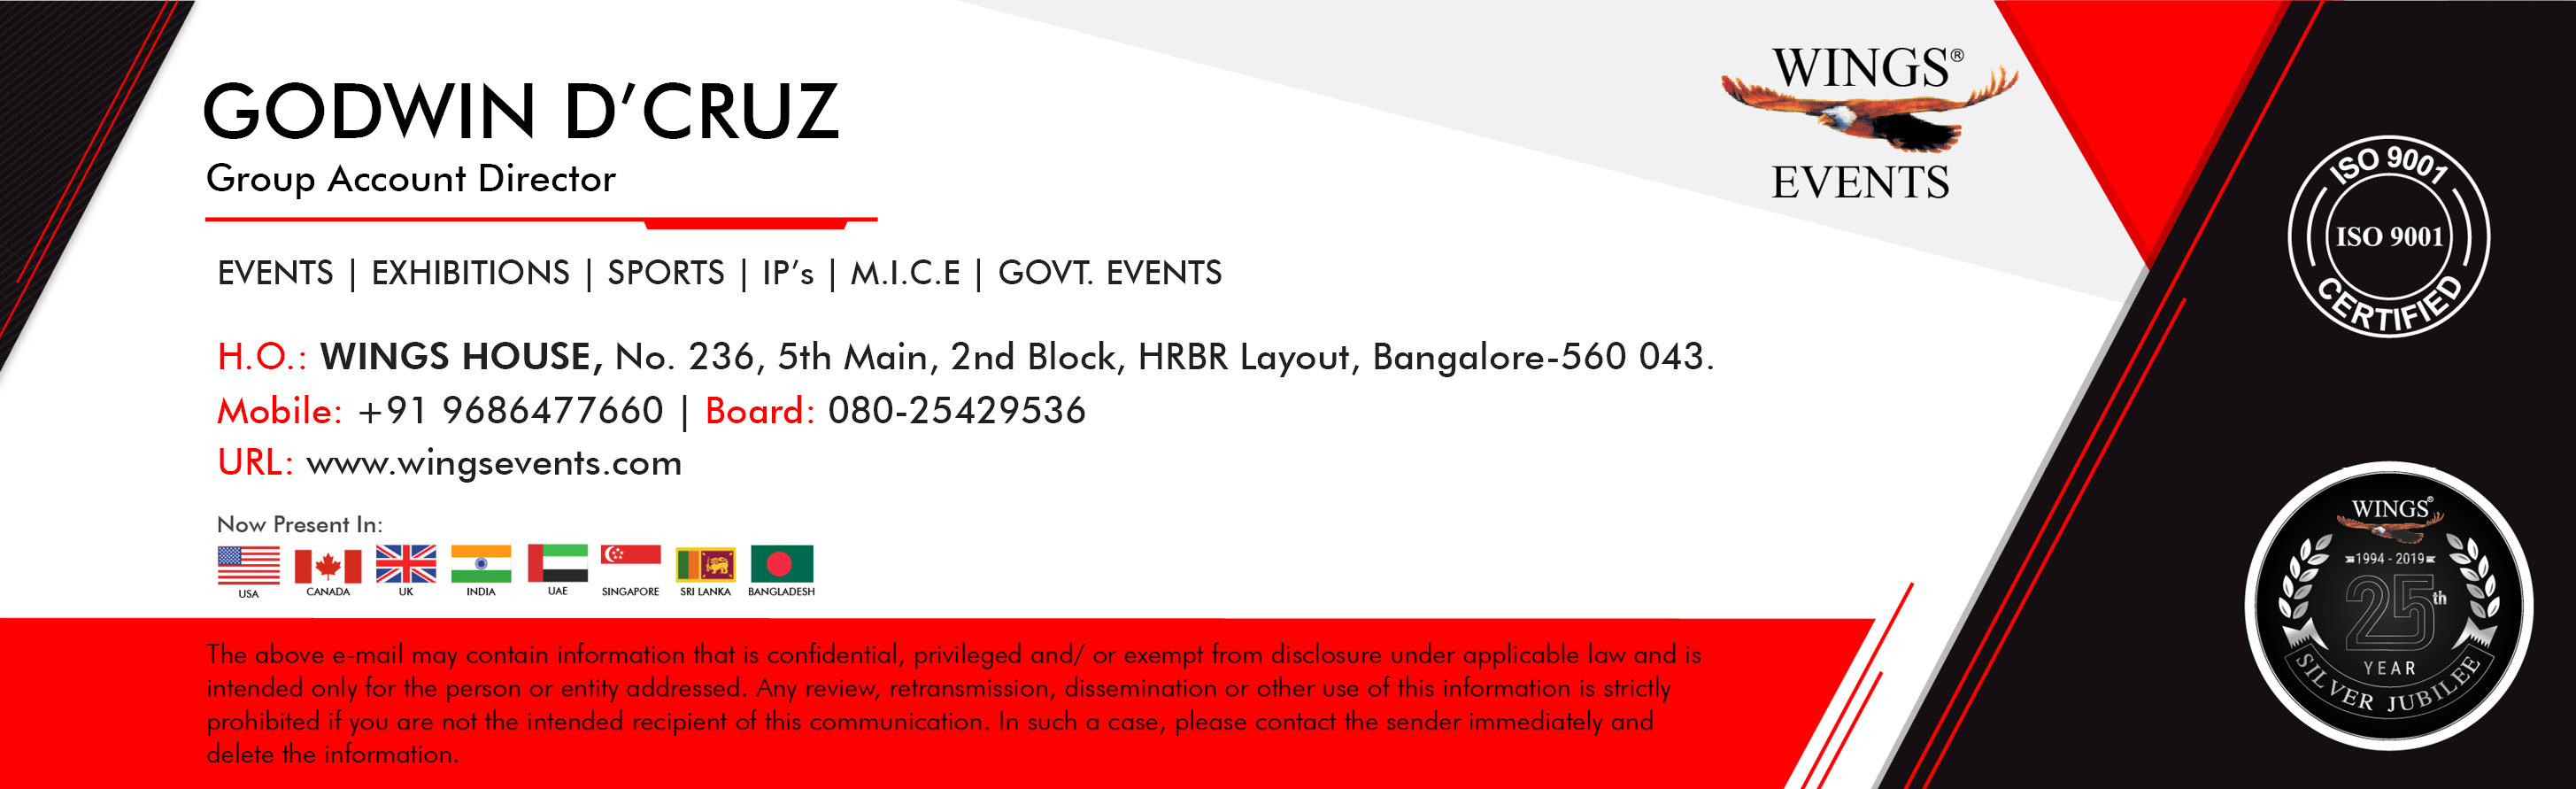 GODWIN D’CRUZ
Group Account Director
WINGS®
EVENTS
EVENTS | EXHIBITIONS | SPORTS | IP’s | M.I.C.E | GOVT. EVENTS
H.O.: WINGS HOUSE, No. 236, 5th Main, 2nd Block, HRBR Layout, Bangalore-560 043.
Mobile: +91 9686477660 | Board: 080-25429536
URL: www.wingsevents.com
Now Present In:
USA CANADA UK INDIA UAE SINGAPORE SRI LANKA BANGLADESH
The above e-mail may contain information that is confidential, privileged and/ or exempt from disclosure under applicable law and is
intended only for the person or entity addressed. Any review, retransmission, dissemination or other use of this information is strictly
prohibited if you are not the intended recipient of this communication. In such a case, please contact the sender immediately and
delete the information.
ISO 9001
ISO 9001
CERTIFIED
WINGS®
1994 - 2019
25th
YEAR
SILVER JUBILEE